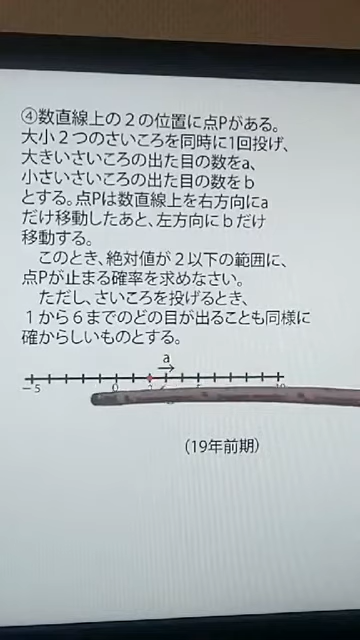 ④数直線上の２の位置に点Pがある。
大小２つのさいころを同時に1回投げ、
大きいさいころの出た目の数をa、
小さいさいころの出た目の数をｂ
とする。点Pは数直線上を右方向にa
だけ移動したあと、左方向にｂだけ
移動する。
　このとき、絶対値が２以下の範囲に、
点Pが止まる確率を求めなさい。
　ただし、さいころを投げるとき、
１から６までのどの目が出ることも同様に
確からしいものとする。
a
→
−5 0
(19年前期)